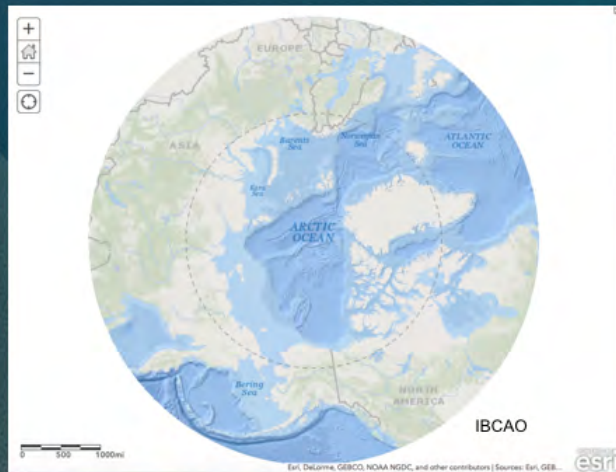 +
−
EUROPE
ASIA
Barents
Sea
Norwegian
Sea
ATLANTIC
OCEAN
Kara
Sea
ARCTIC
OCEAN
Bering
Sea
NORTH
AMERICA
IBCAO
0 500 1000mi
Esri, DeLorme, GEBCO, NOAA NGDC, and other contributors | Sources: Esri, GEB...
esri